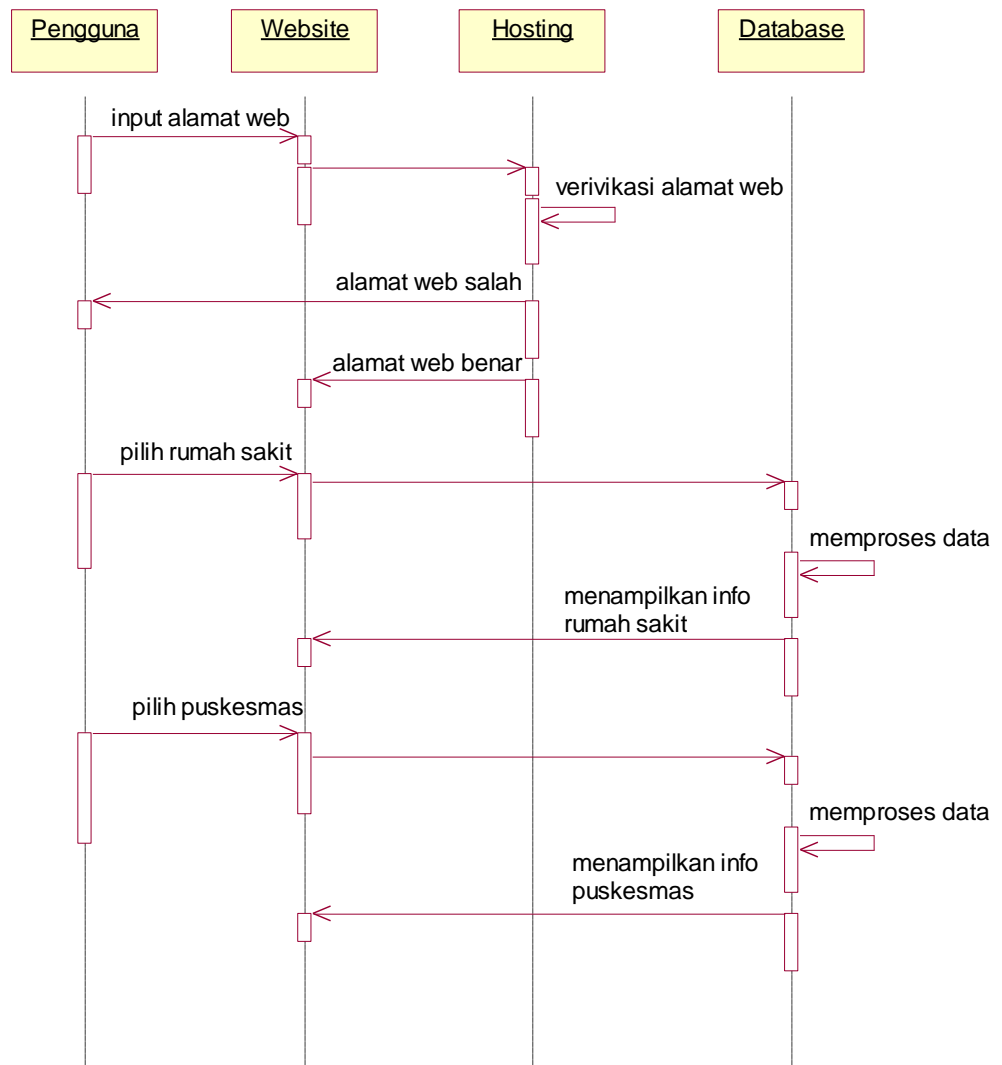 Pengguna
Website
Hosting
Database
input alamat web
verivikasi alamat web
alamat web salah
alamat web benar
pilih rumah sakit
memproses data
menampilkan info
rumah sakit
pilih puskesmas
memproses data
menampilkan info
puskesmas